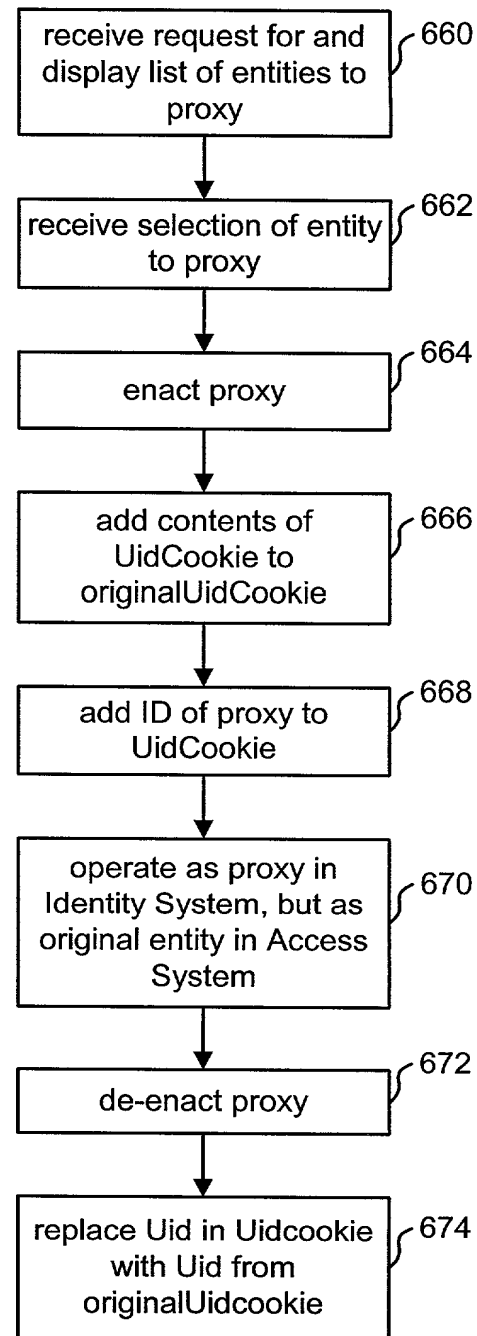 receive request for and
display list of entities to
proxy
660
receive selection of entity
to proxy
662
enact proxy
664
add contents of
UidCookie to
originalUidCookie
666
add ID of proxy to
UidCookie
668
operate as proxy in
Identity System, but as
original entity in Access
System
670
de-enact proxy
672
replace Uid in Uidcookie
with Uid from
originalUidcookie
674